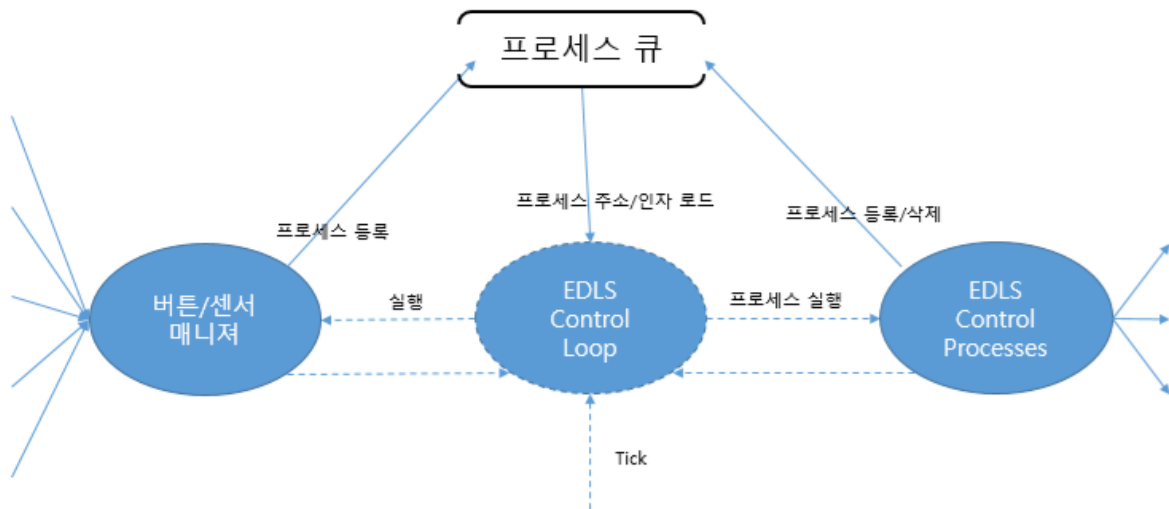 프로세스 큐
프로세스 주소/인자 로드
프로세스 등록/삭제
프로세스 등록
버튼/센서
매니져
실행
EDLS
Control
Loop
프로세스 실행
EDLS
Control
Processes
Tick